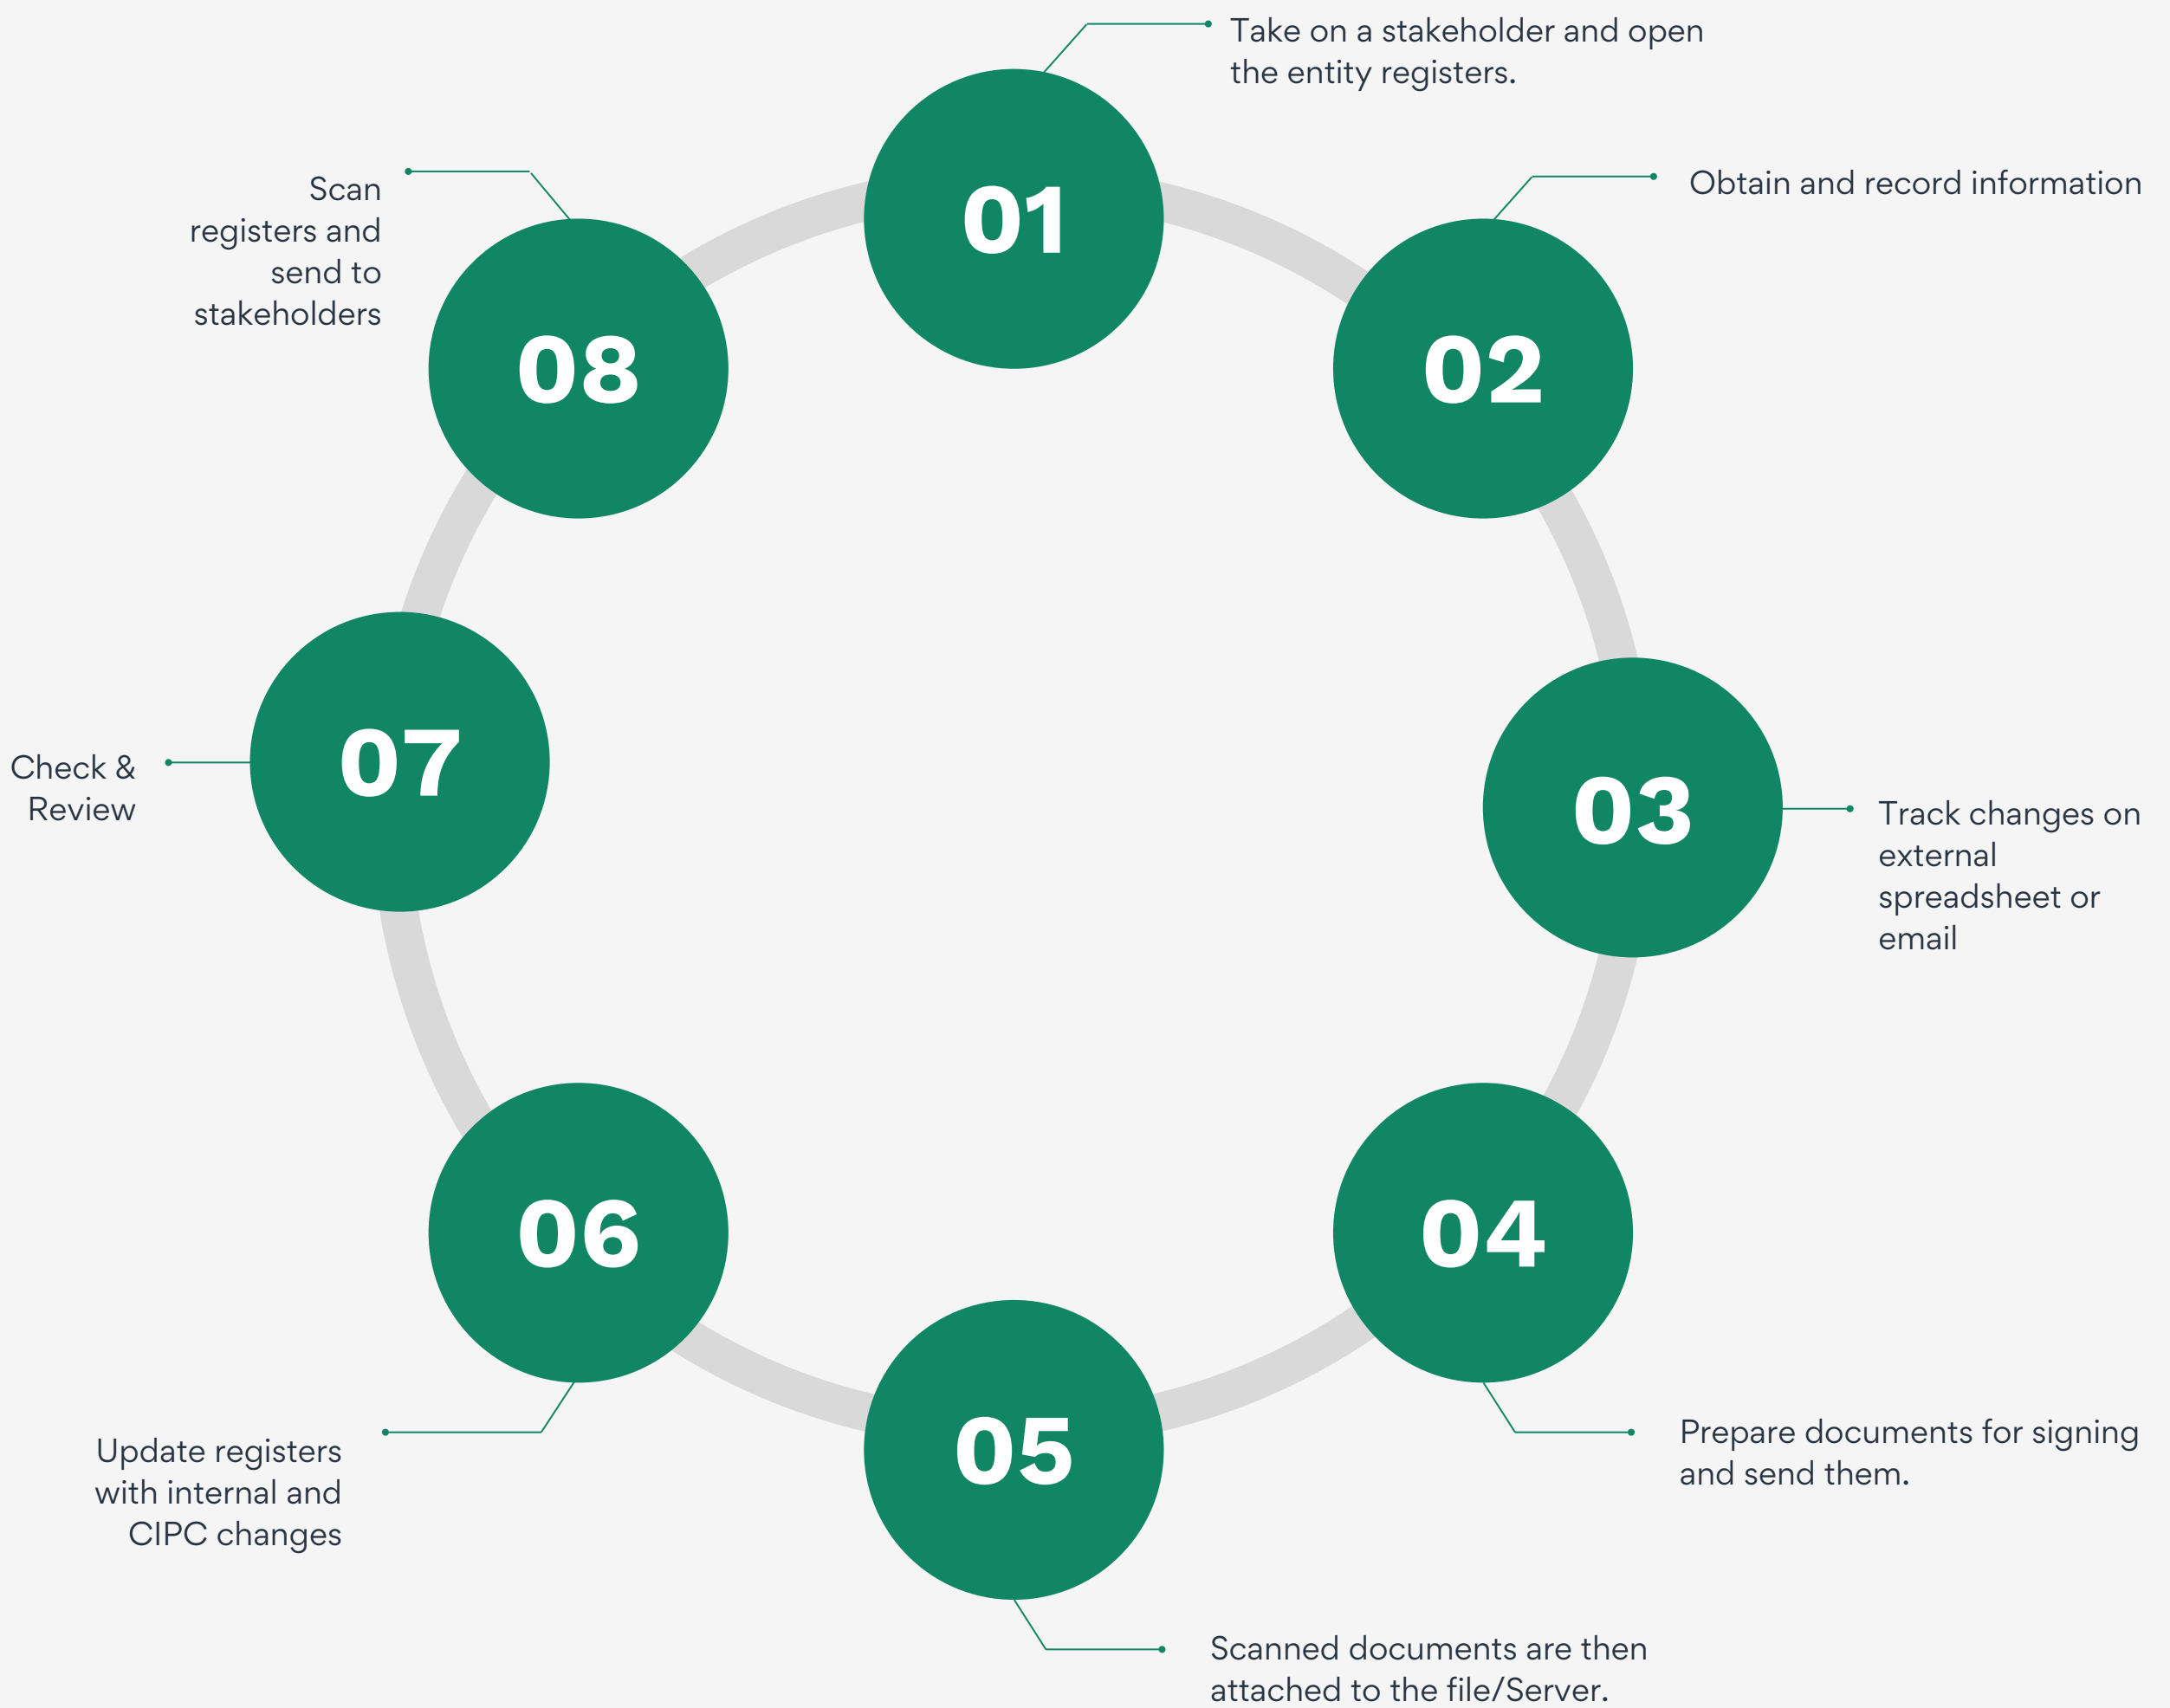 01
Take on a stakeholder and open
the entity registers.
02
Obtain and record information
03
Track changes on
external
spreadsheet or
email
04
Prepare documents for signing
and send them.
05
Scanned documents are then
attached to the file/Server.
06
Update registers
with internal and
CIPC changes
07
Check &
Review
08
Scan
registers and
send to
stakeholders